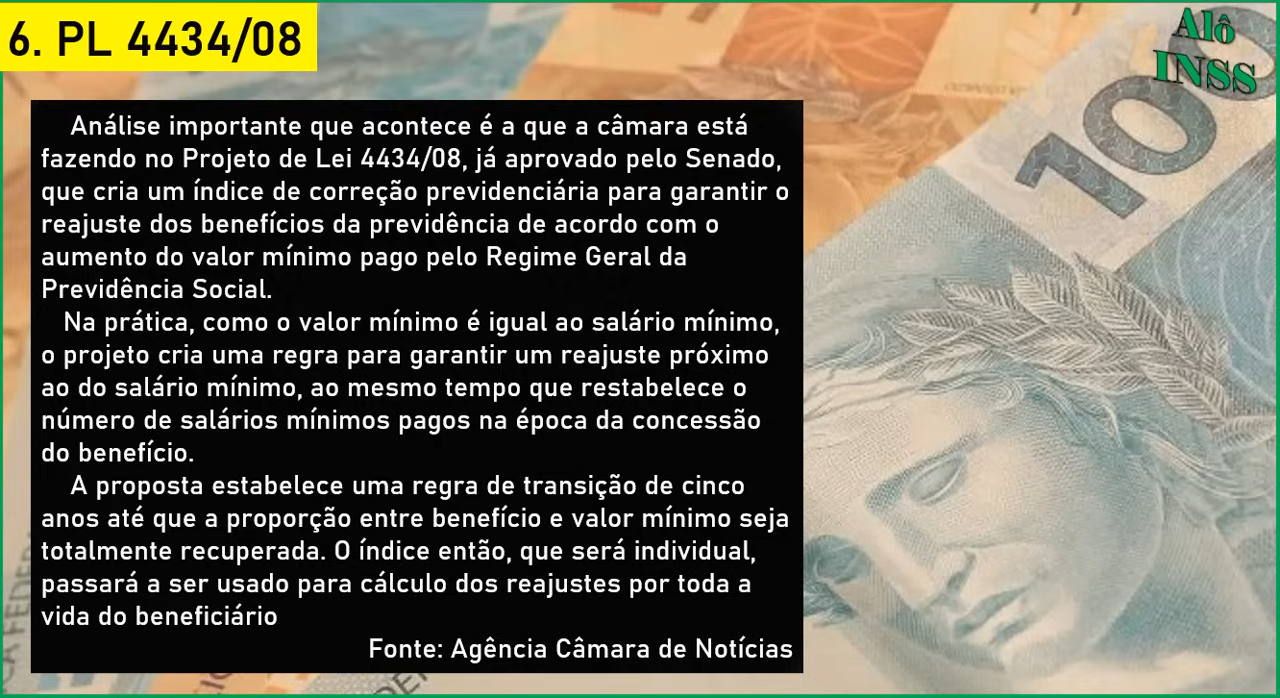 6. PL 4434/08
Alô
INSS
100
Análise importante que acontece é a que a câmara está
fazendo no Projeto de Lei 4434/08, já aprovado pelo Senado,
que cria um índice de correção previdenciária para garantir o
reajuste dos benefícios da previdência de acordo com o
aumento do valor mínimo pago pelo Regime Geral da
Previdência Social.
Na prática, como o valor mínimo é igual ao salário mínimo,
o projeto cria uma regra para garantir um reajuste próximo
ao do salário mínimo, ao mesmo tempo que restabelece o
número de salários mínimos pagos na época da concessão
do benefício.
A proposta estabelece uma regra de transição de cinco
anos até que a proporção entre benefício e valor mínimo seja
totalmente recuperada. O índice então, que será individual,
passará a ser usado para cálculo dos reajustes por toda a
vida do beneficiário
Fonte: Agência Câmara de Notícias